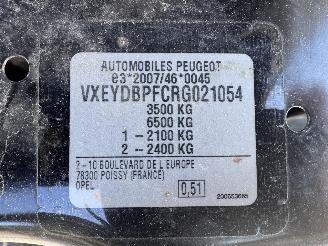 AUTOMOBILES PEUGEOT
e3*2007/46*0045
VXEYDBPFCRG021054
3500 KG
6500 KG
1 - 2100 KG
2 - 2400 KG
2 - 10 BOULEVARD DE L EUROPE
78300 POISSY (FRANCE)
OPEL
0,51